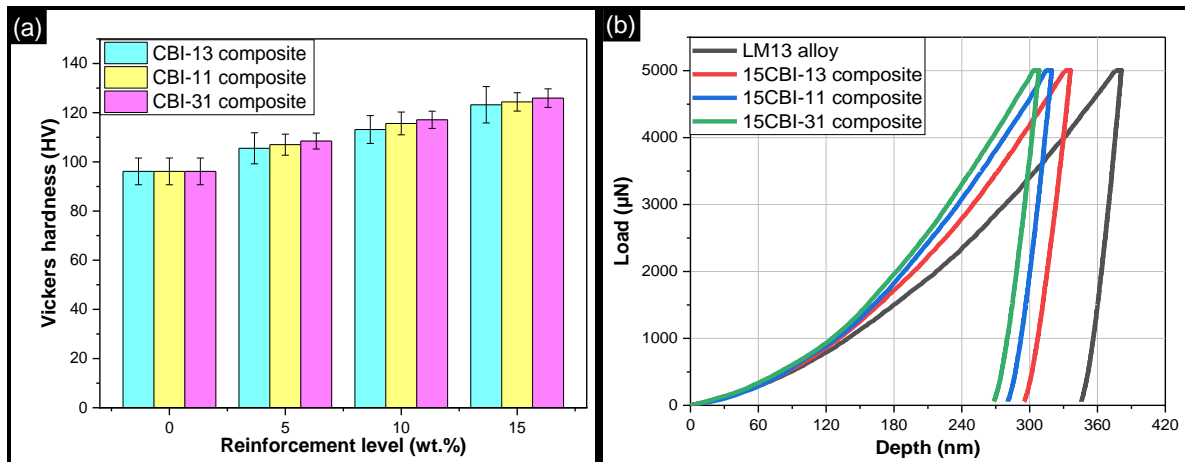 (a)
CBI-13 composite
CBI-11 composite
CBI-31 composite
Vickers hardness (HV)
140
120
100
80
60
40
20
0
0 5 10 15
Reinforcement level (wt.%)
(b)
LM13 alloy
15CBI-13 composite
15CBI-11 composite
15CBI-31 composite
Load (µN)
5000
4000
3000
2000
1000
0
0 60 120 180 240 300 360 420
Depth (nm)